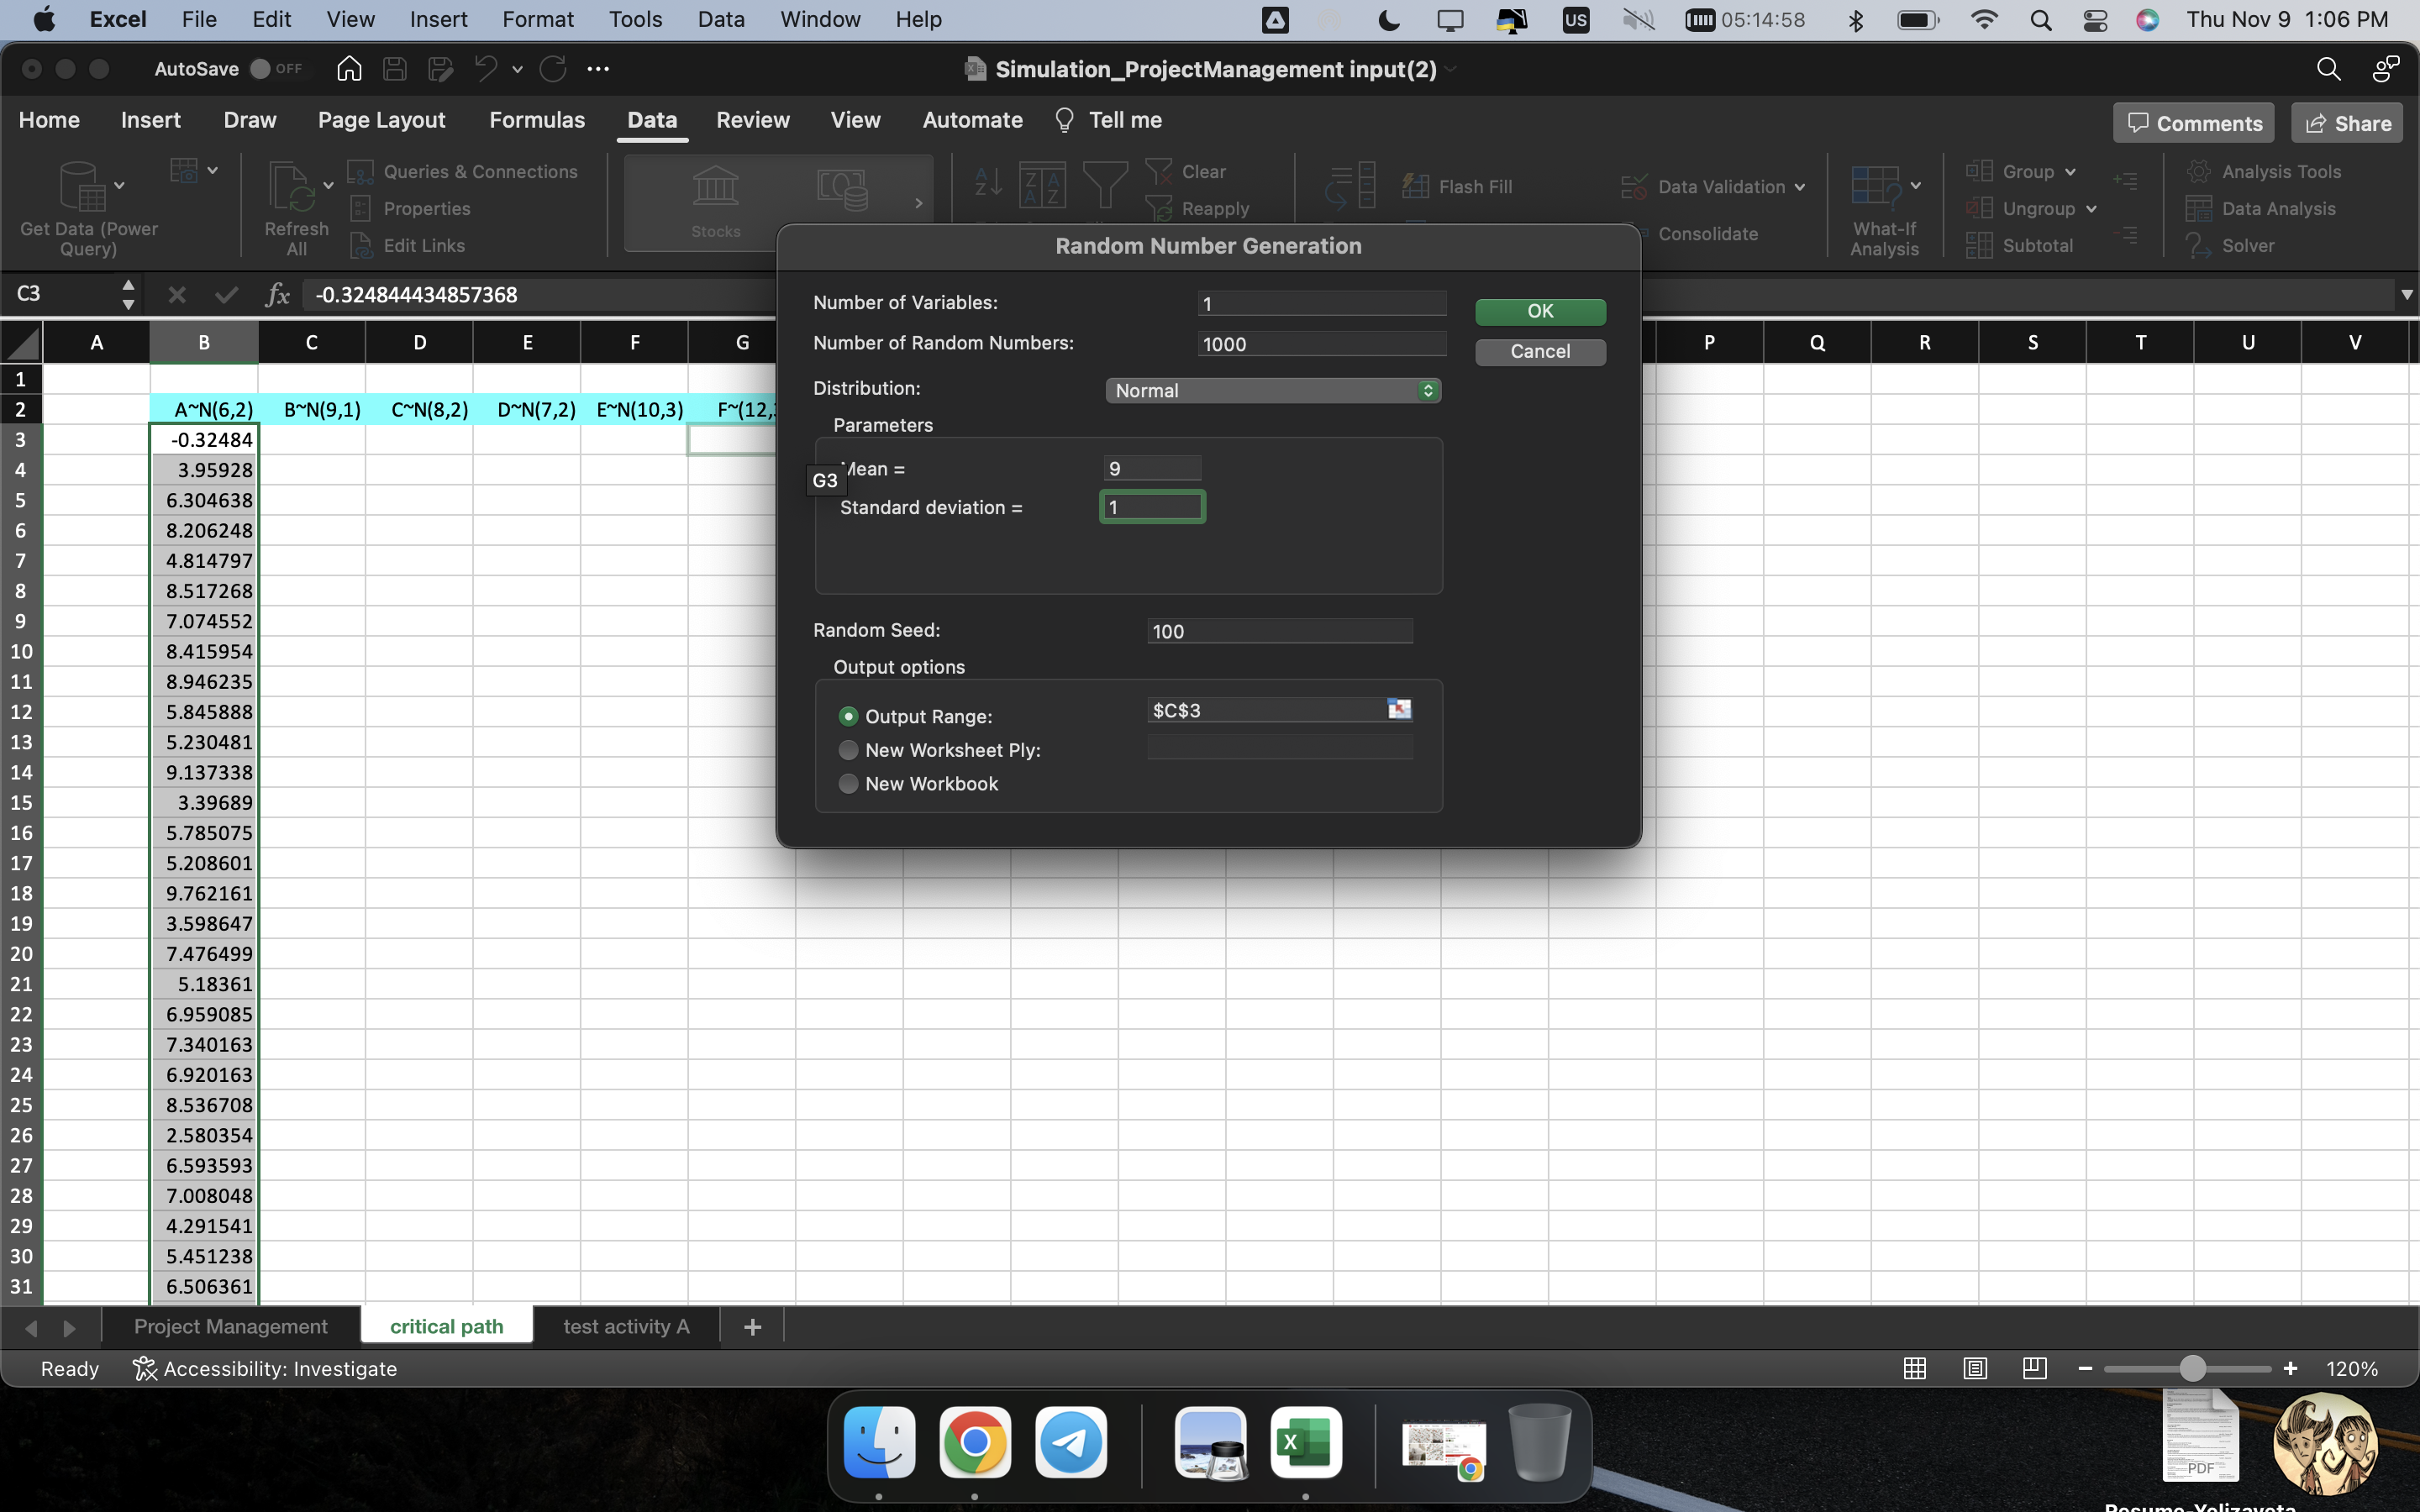 Excel File Edit View Insert Format Tools Data Window Help US 05:14:58 Thu Nov 9 1:06 PM
AutoSave OFF Simulation_ProjectManagement input(2)
Home Insert Draw Page Layout Formulas Data Review View Automate Tell me Comments Share
Get Data (Power Query)
Refresh All
Queries & Connections
Properties
Edit Links
Stocks
Clear
Reapply
Flash Fill
Data Validation
Consolidate
What-If Analysis
Group
Ungroup
Subtotal
Analysis Tools
Data Analysis
Solver
C3 fx -0.324844434857368
A B C D E F G P Q R S T U V
1
2 A~N(6,2) B~N(9,1) C~N(8,2) D~N(7,2) E~N(10,3) F~(12,
3 -0.32484
4 3.95928
5 6.304638
6 8.206248
7 4.814797
8 8.517268
9 7.074552
10 8.415954
11 8.946235
12 5.845888
13 5.230481
14 9.137338
15 3.39689
16 5.785075
17 5.208601
18 9.762161
19 3.598647
20 7.476499
21 5.18361
22 6.959085
23 7.340163
24 6.920163
25 8.536708
26 2.580354
27 6.593593
28 7.008048
29 4.291541
30 5.451238
31 6.506361
Random Number Generation
Number of Variables: 1
OK
Number of Random Numbers: 1000
Cancel
Distribution: Normal
Parameters
Mean = 9
G3
Standard deviation = 1
Random Seed: 100
Output options
Output Range: $C$3
New Worksheet Ply:
New Workbook
Project Management critical path test activity A +
Ready Accessibility: Investigate 120%
PDF